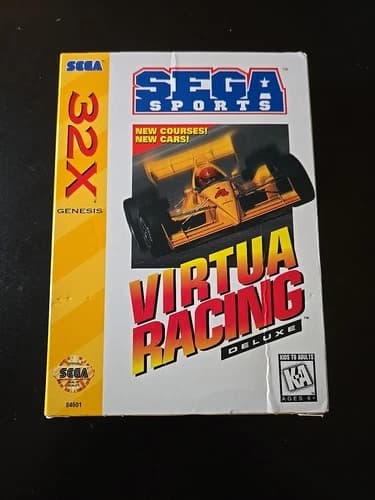 SEGA
32X
GENESIS
SEGA
SPORTS
NEW COURSES!
NEW CARS!
VIRTUA
RACING
DELUXE
TM
KIDS TO ADULTS
K-A
AGES 6+
SEGA
84601